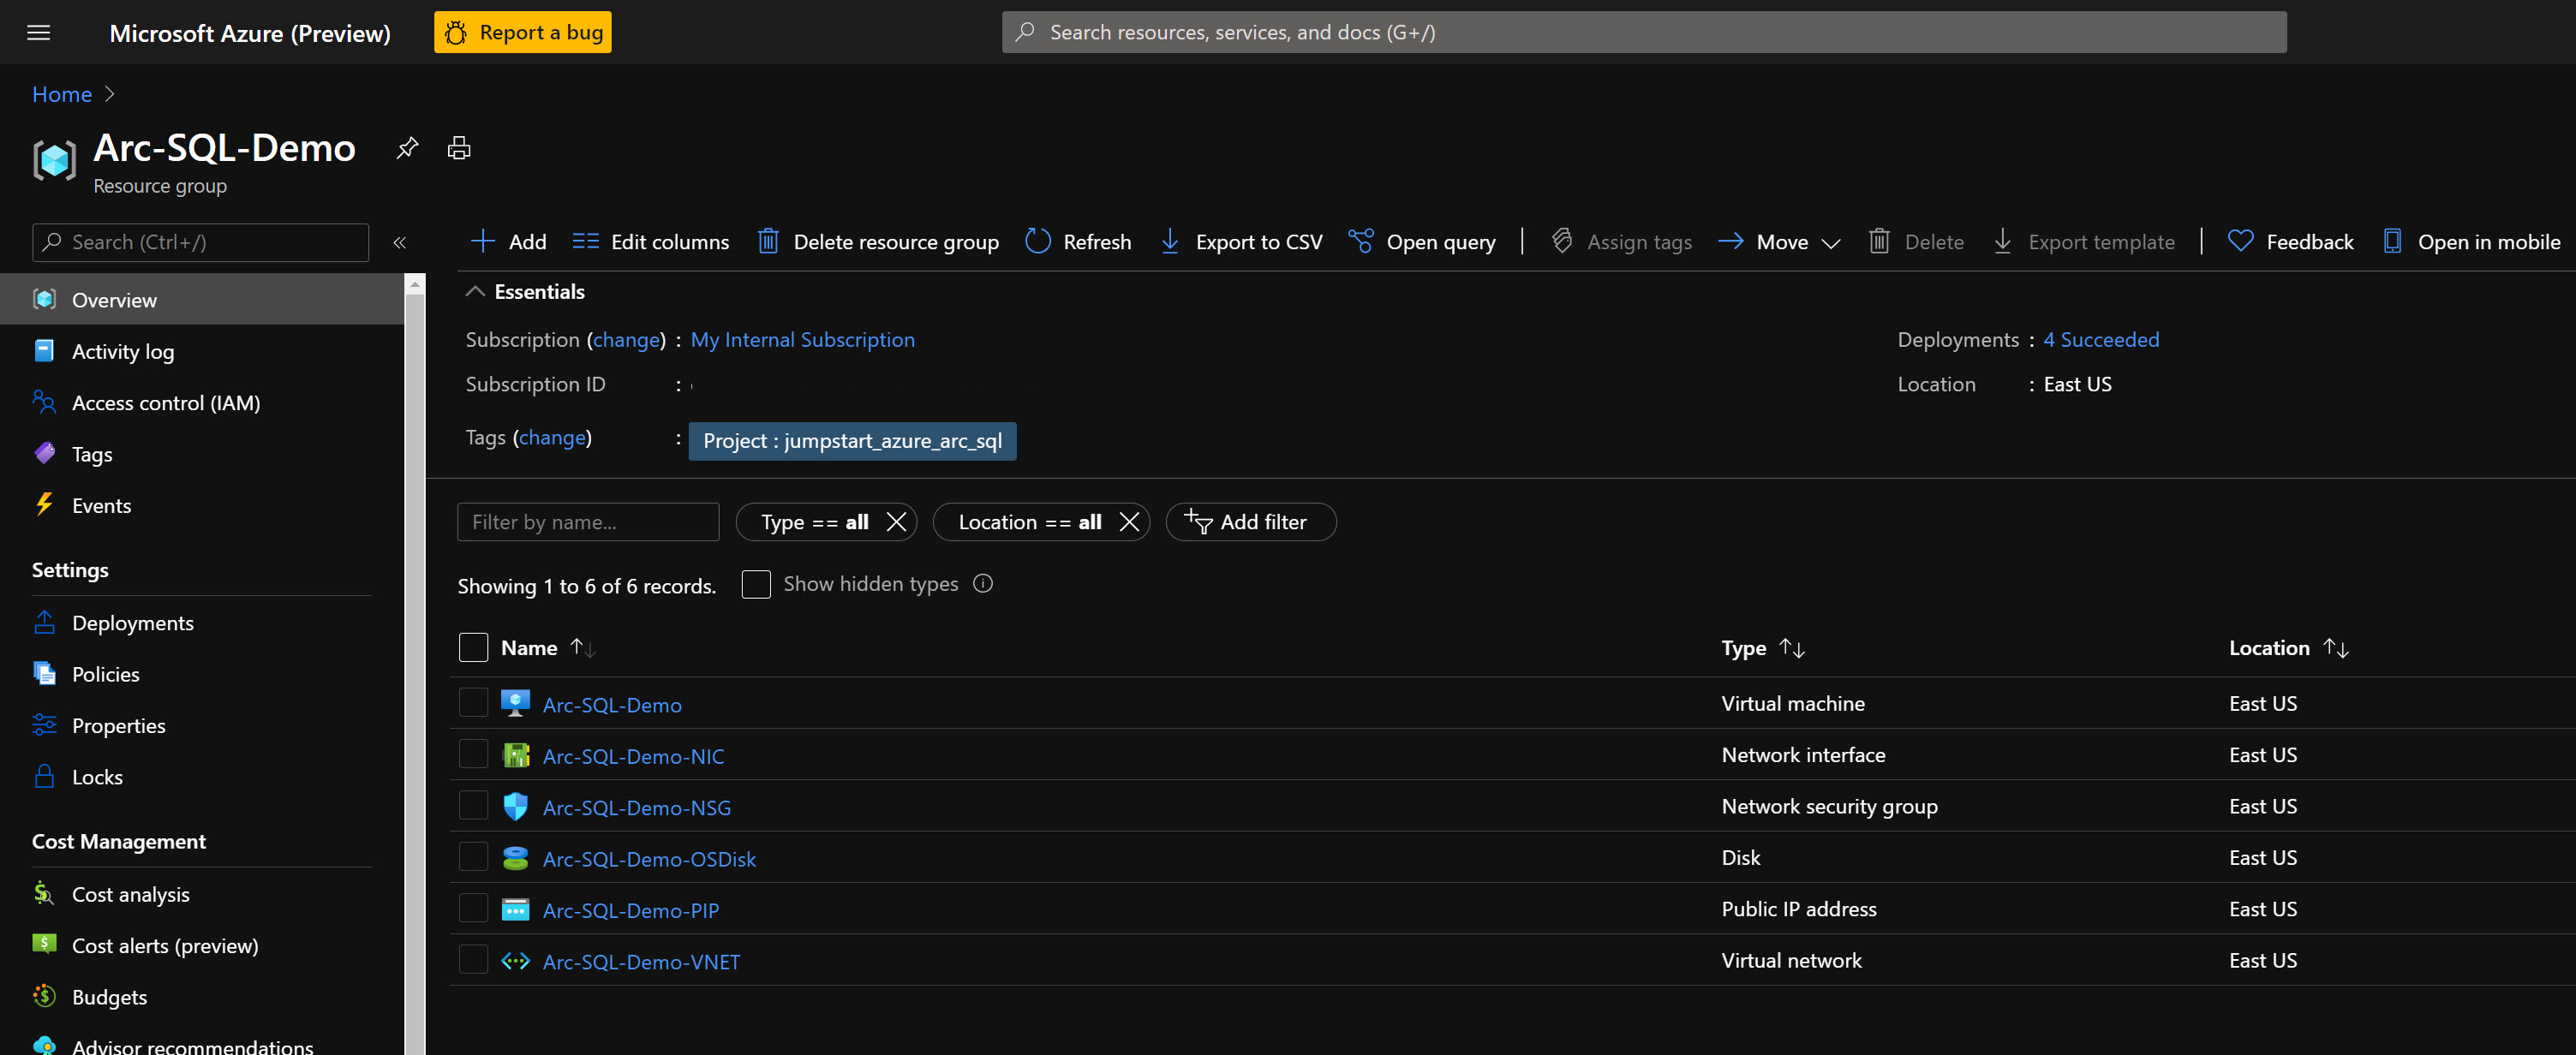 Microsoft Azure (Preview) Report a bug Search resources, services, and docs (G+/)
Home
Arc-SQL-Demo
Resource group
Search (Ctrl+/) « Add Edit columns Delete resource group Refresh Export to CSV Open query Assign tags Move Delete Export template Feedback Open in mobile
Overview
Activity log
Access control (IAM)
Tags
Events
Settings
Deployments
Policies
Properties
Locks
Cost Management
Cost analysis
Cost alerts (preview)
Budgets
Advisor recommendations
Essentials
Subscription (change) : My Internal Subscription Deployments : 4 Succeeded
Subscription ID : Location : East US
Tags (change) : Project : jumpstart_azure_arc_sql
Filter by name... Type == all Location == all Add filter
Showing 1 to 6 of 6 records. Show hidden types
Name Type Location
Arc-SQL-Demo Virtual machine East US
Arc-SQL-Demo-NIC Network interface East US
Arc-SQL-Demo-NSG Network security group East US
Arc-SQL-Demo-OSDisk Disk East US
Arc-SQL-Demo-PIP Public IP address East US
Arc-SQL-Demo-VNET Virtual network East US